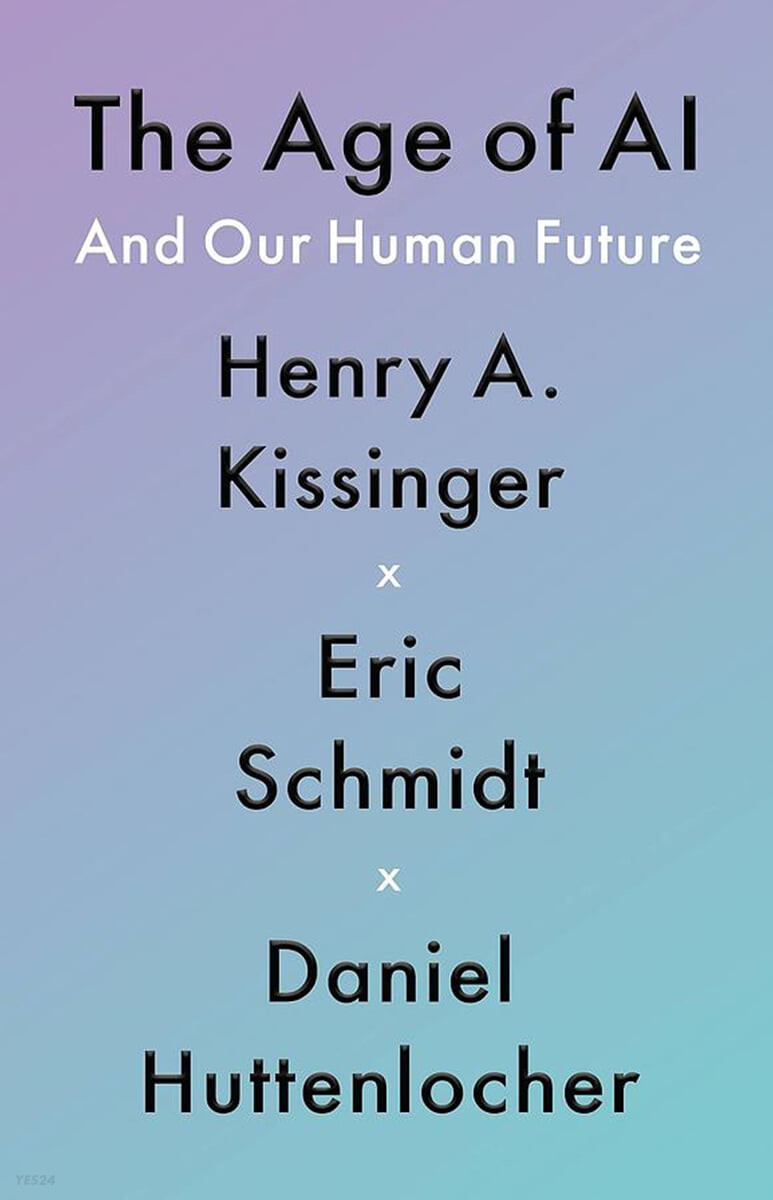 The Age of AI
And Our Human Future
Henry A.
Kissinger
x
Eric
Schmidt
x
Daniel
Huttenlocher
YES24